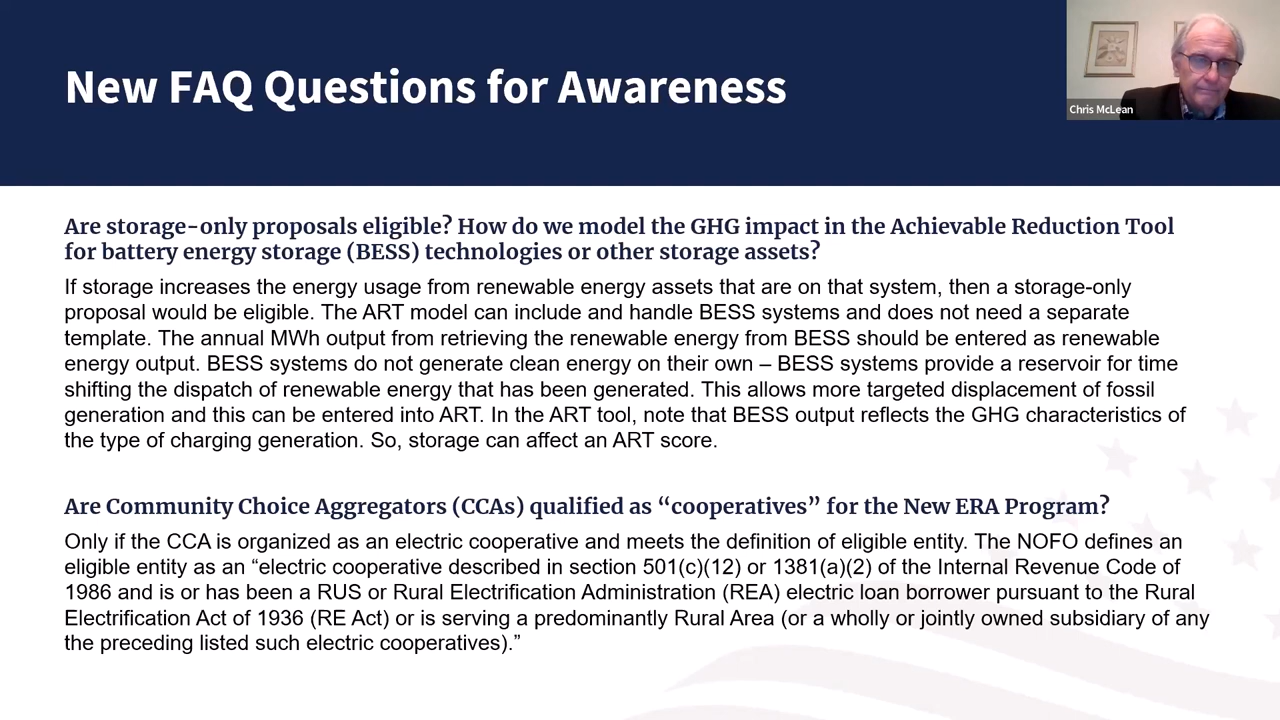 New FAQ Questions for Awareness
Chris McLean
Are storage-only proposals eligible? How do we model the GHG impact in the Achievable Reduction Tool
for battery energy storage (BESS) technologies or other storage assets?
If storage increases the energy usage from renewable energy assets that are on that system, then a storage-only
proposal would be eligible. The ART model can include and handle BESS systems and does not need a separate
template. The annual MWh output from retrieving the renewable energy from BESS should be entered as renewable
energy output. BESS systems do not generate clean energy on their own – BESS systems provide a reservoir for time
shifting the dispatch of renewable energy that has been generated. This allows more targeted displacement of fossil
generation and this can be entered into ART. In the ART tool, note that BESS output reflects the GHG characteristics of
the type of charging generation. So, storage can affect an ART score.
Are Community Choice Aggregators (CCAs) qualified as “cooperatives” for the New ERA Program?
Only if the CCA is organized as an electric cooperative and meets the definition of eligible entity. The NOFO defines an
eligible entity as an “electric cooperative described in section 501(c)(12) or 1381(a)(2) of the Internal Revenue Code of
1986 and is or has been a RUS or Rural Electrification Administration (REA) electric loan borrower pursuant to the Rural
Electrification Act of 1936 (RE Act) or is serving a predominantly Rural Area (or a wholly or jointly owned subsidiary of any
the preceding listed such electric cooperatives).”